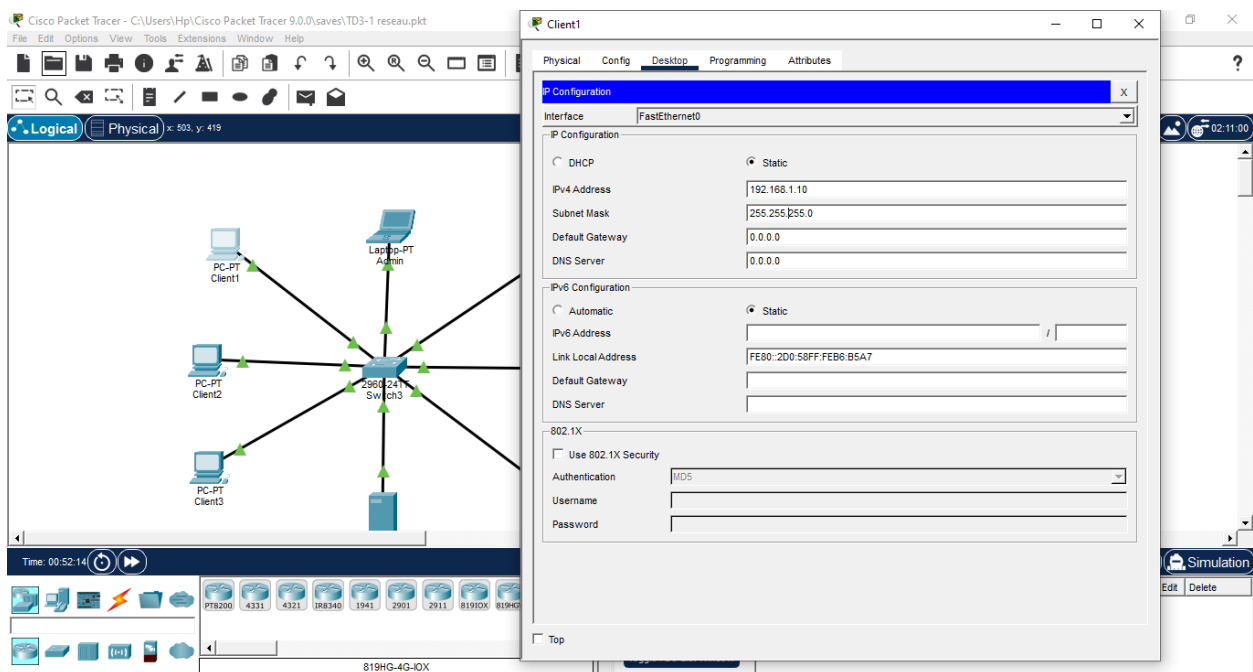 Cisco Packet Tracer - C:\Users\Hp\Cisco Packet Tracer 9.0.0\saves\TD3-1 reseau.pkt
File Edit Options View Tools Extensions Window Help
Logical
Physical
x: 503, y: 419
02:11:00
PC-PT
Client1
Laptop-PT
Admin
PC-PT
Client2
2960-24TT
Switch3
PC-PT
Client3
Time: 00:52:14
Simulation
PT8200 4331 4321 IR8340 1941 2901 2911 819IOX 819HG
Edit Delete
819HG-4G-IOX
Client1
Physical Config Desktop Programming Attributes
IP Configuration X
Interface FastEthernet0
IP Configuration
DHCP Static
IPv4 Address 192.168.1.10
Subnet Mask 255.255.255.0
Default Gateway 0.0.0.0
DNS Server 0.0.0.0
IPv6 Configuration
Automatic Static
IPv6 Address /
Link Local Address FE80::2D0:58FF:FEB6:B5A7
Default Gateway
DNS Server
802.1X
Use 802.1X Security
Authentication MD5
Username
Password
Top